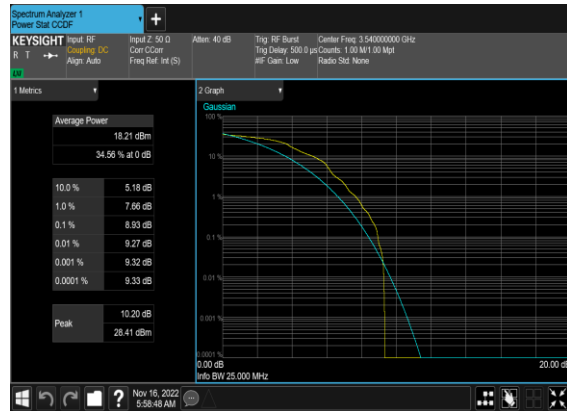 Spectrum Analyzer 1
Power Stat CCDF
KEYSIGHT
R T
LV
Input: RF
Coupling: DC
Align: Auto
Input Z: 50 Ω
Corr CCorr
Freq Ref: Int (S)
Atten: 40 dB
Trig: RF Burst
Trig Delay: 500.0 µs
#IF Gain: Low
Center Freq: 3.540000000 GHz
Counts: 1.00 M/1.00 Mpt
Radio Std: None
1 Metrics
Average Power
18.21 dBm
34.56 % at 0 dB
10.0 % 5.18 dB
1.0 % 7.66 dB
0.1 % 8.93 dB
0.01 % 9.27 dB
0.001 % 9.32 dB
0.0001 % 9.33 dB
Peak
10.20 dB
28.41 dBm
2 Graph
Gaussian
100 %
10 %
1 %
0.1 %
0.01 %
0.001 %
0.0001 %
0.00 dB
20.00 dB
Info BW 25.000 MHz
?
Nov 16, 2022
5:58:48 AM